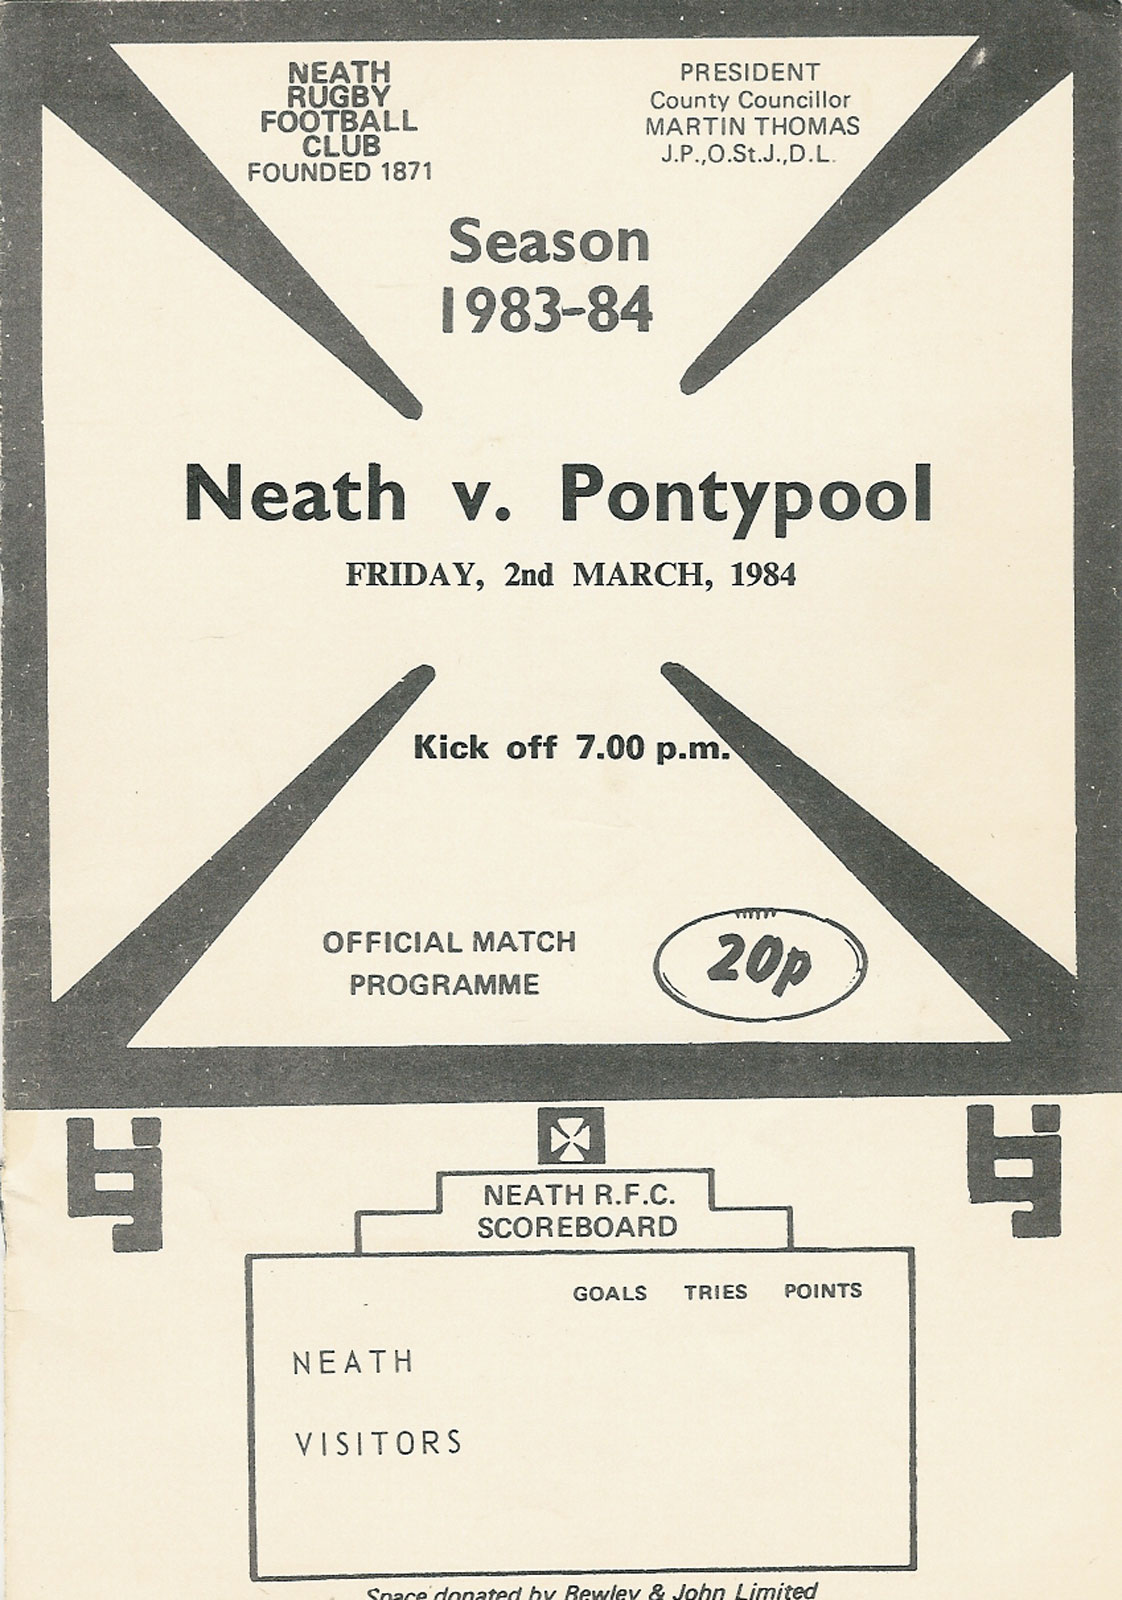 NEATH
RUGBY
FOOTBALL
CLUB
FOUNDED 1871
PRESIDENT
County Councillor
MARTIN THOMAS
J.P.,O.St.J.,D.L.
Season
1983-84
Neath v. Pontypool
FRIDAY, 2nd MARCH, 1984
Kick off 7.00 p.m.
OFFICIAL MATCH
PROGRAMME
20p
NEATH R.F.C.
SCOREBOARD
GOALS TRIES POINTS
NEATH
VISITORS
Space donated by Bewley & John Limited